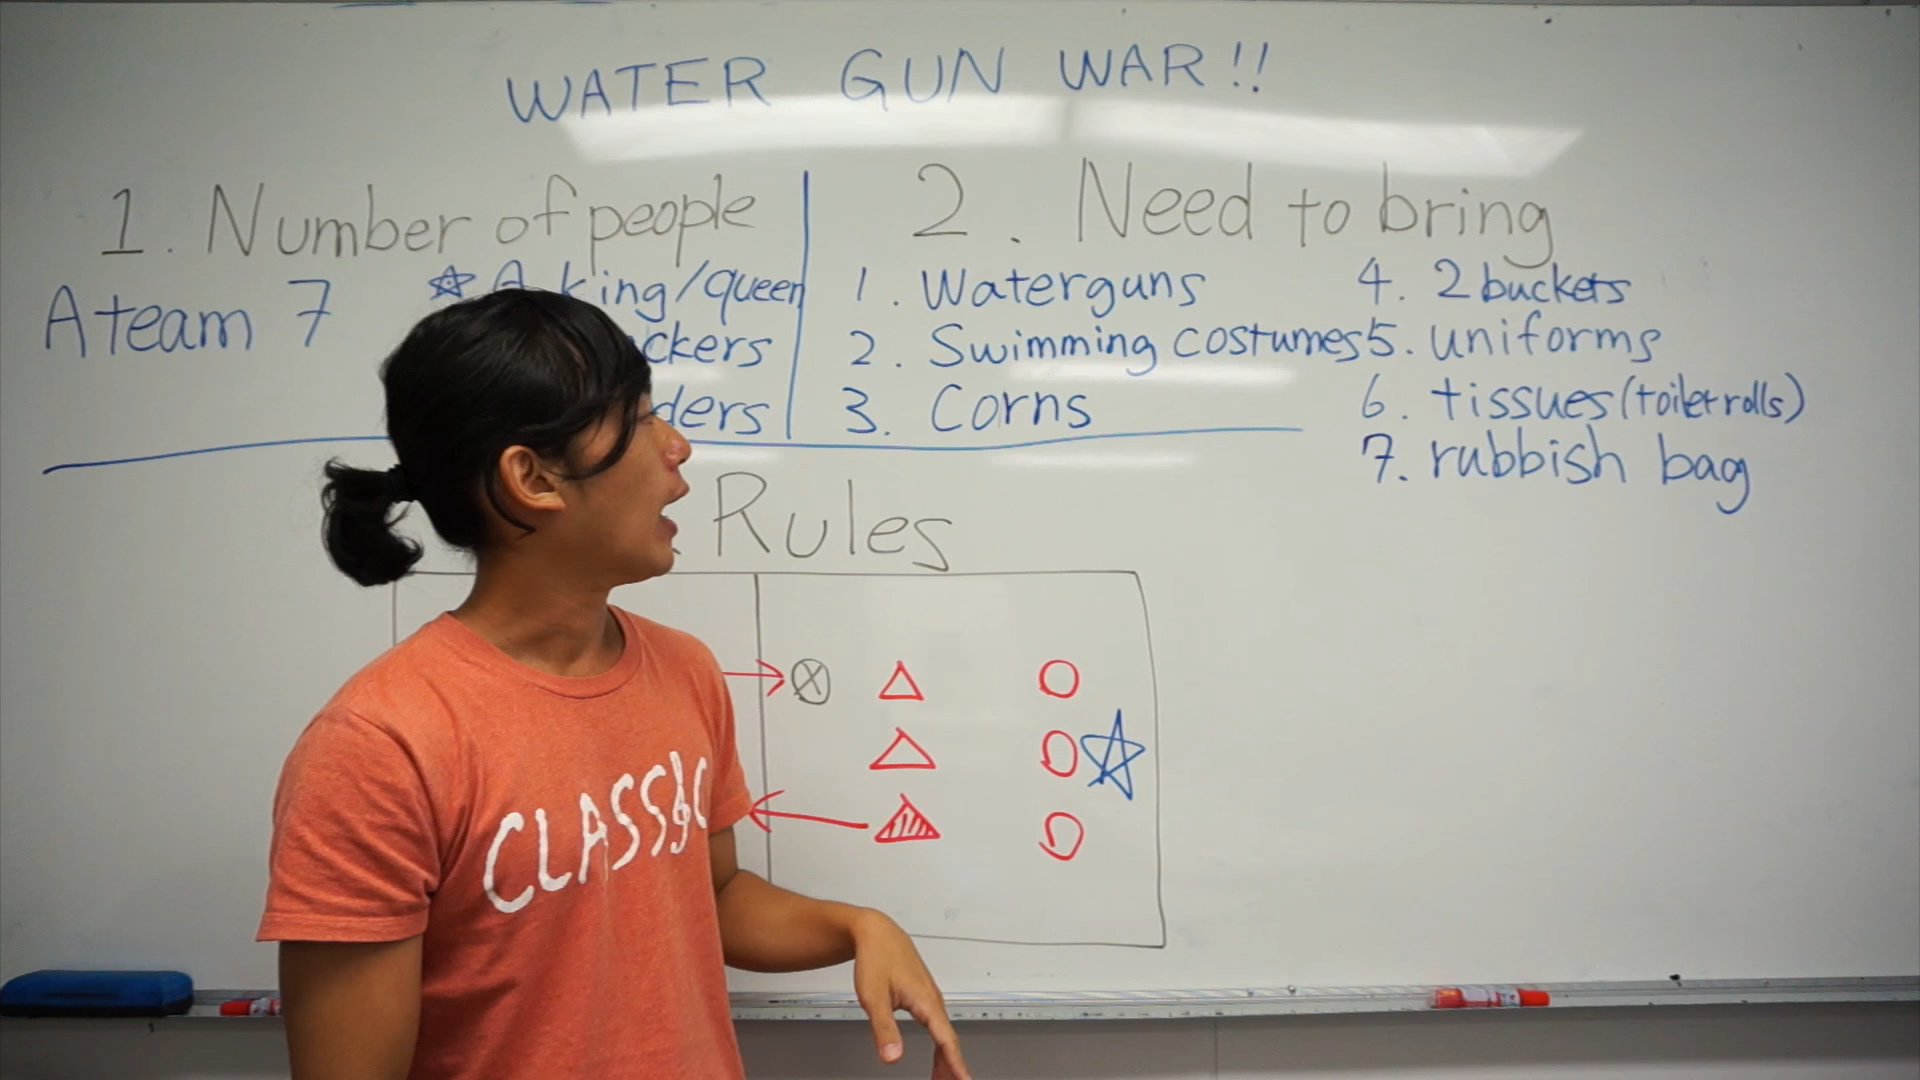 WATER GUN WAR!!
1. Number of people
A team 7
☆ A king/queen
ckers
ders
2. Need to bring
1. Waterguns
2. Swimming costumes
3. Corns
4. 2 buckets
5. uniforms
6. tissues (toilet rolls)
7. rubbish bag
. Rules
CLASSIC